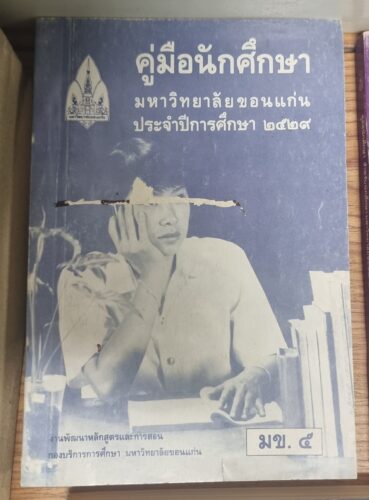 คู่มือนักศึกษา
มหาวิทยาลัยขอนแก่น
ประจำปีการศึกษา ๒๕๒๙
งานพัฒนาหลักสูตรและการสอน
กองบริการการศึกษา มหาวิทยาลัยขอนแก่น
มข. ๕